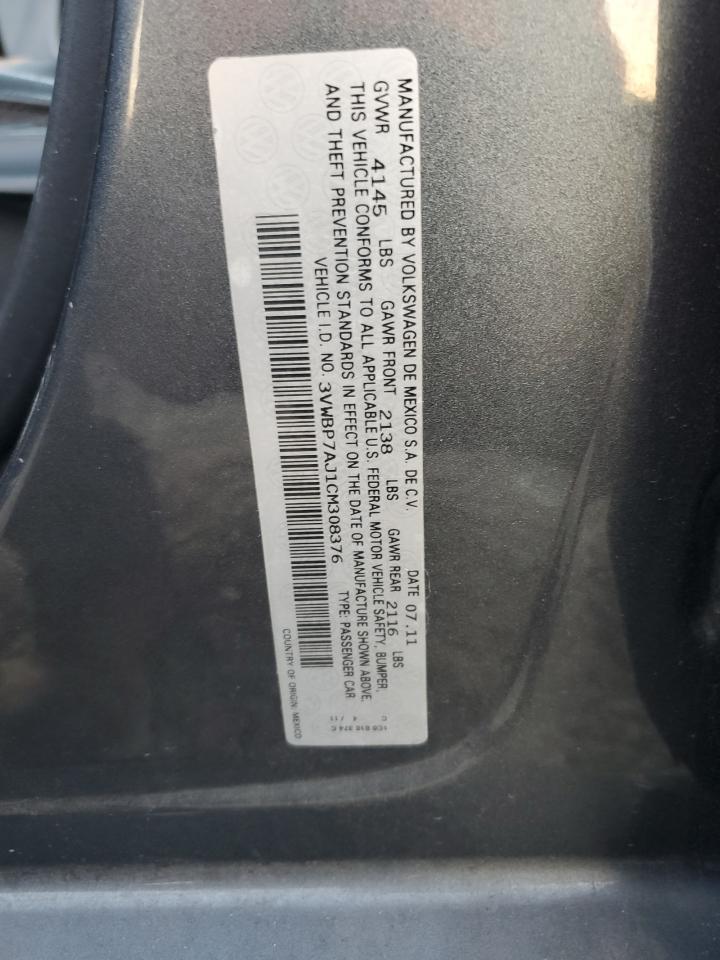 MANUFACTURED BY VOLKSWAGEN DE MEXICO S.A. DE C.V. DATE 07.11
GVWR 4145 LBS GAWR FRONT 2138 LBS GAWR REAR 2116 LBS
THIS VEHICLE CONFORMS TO ALL APPLICABLE U.S. FEDERAL MOTOR VEHICLE SAFETY, BUMPER,
AND THEFT PREVENTION STANDARDS IN EFFECT ON THE DATE OF MANUFACTURE SHOWN ABOVE.
VEHICLE I.D. NO. 3VWBP7AJ1CM308376 TYPE: PASSENGER CAR
COUNTRY OF ORIGIN: MEXICO